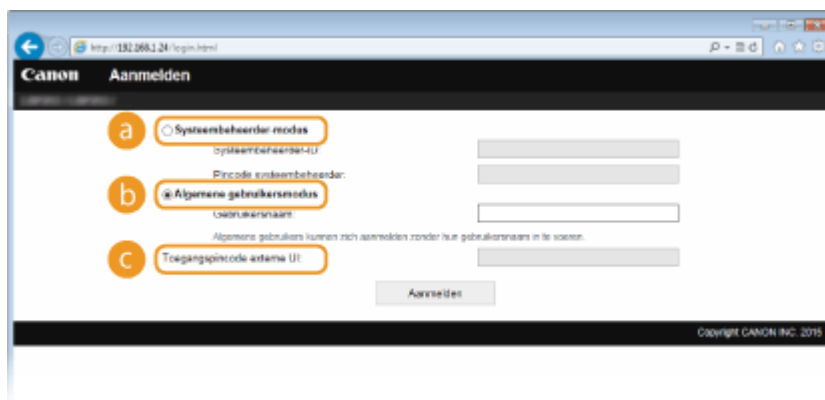 http://192.168.1.24/login.html
Canon Aanmelden
a Systeembeheerder-modus
Systeembeheerder-ID:
Pincode systeembeheerder:
b Algemene gebruikersmodus
Gebruikersnaam:
Algemene gebruikers kunnen zich aanmelden zonder hun gebruikersnaam in te voeren.
c Toegangspincode externe UI:
Aanmelden
Copyright CANON INC. 2015